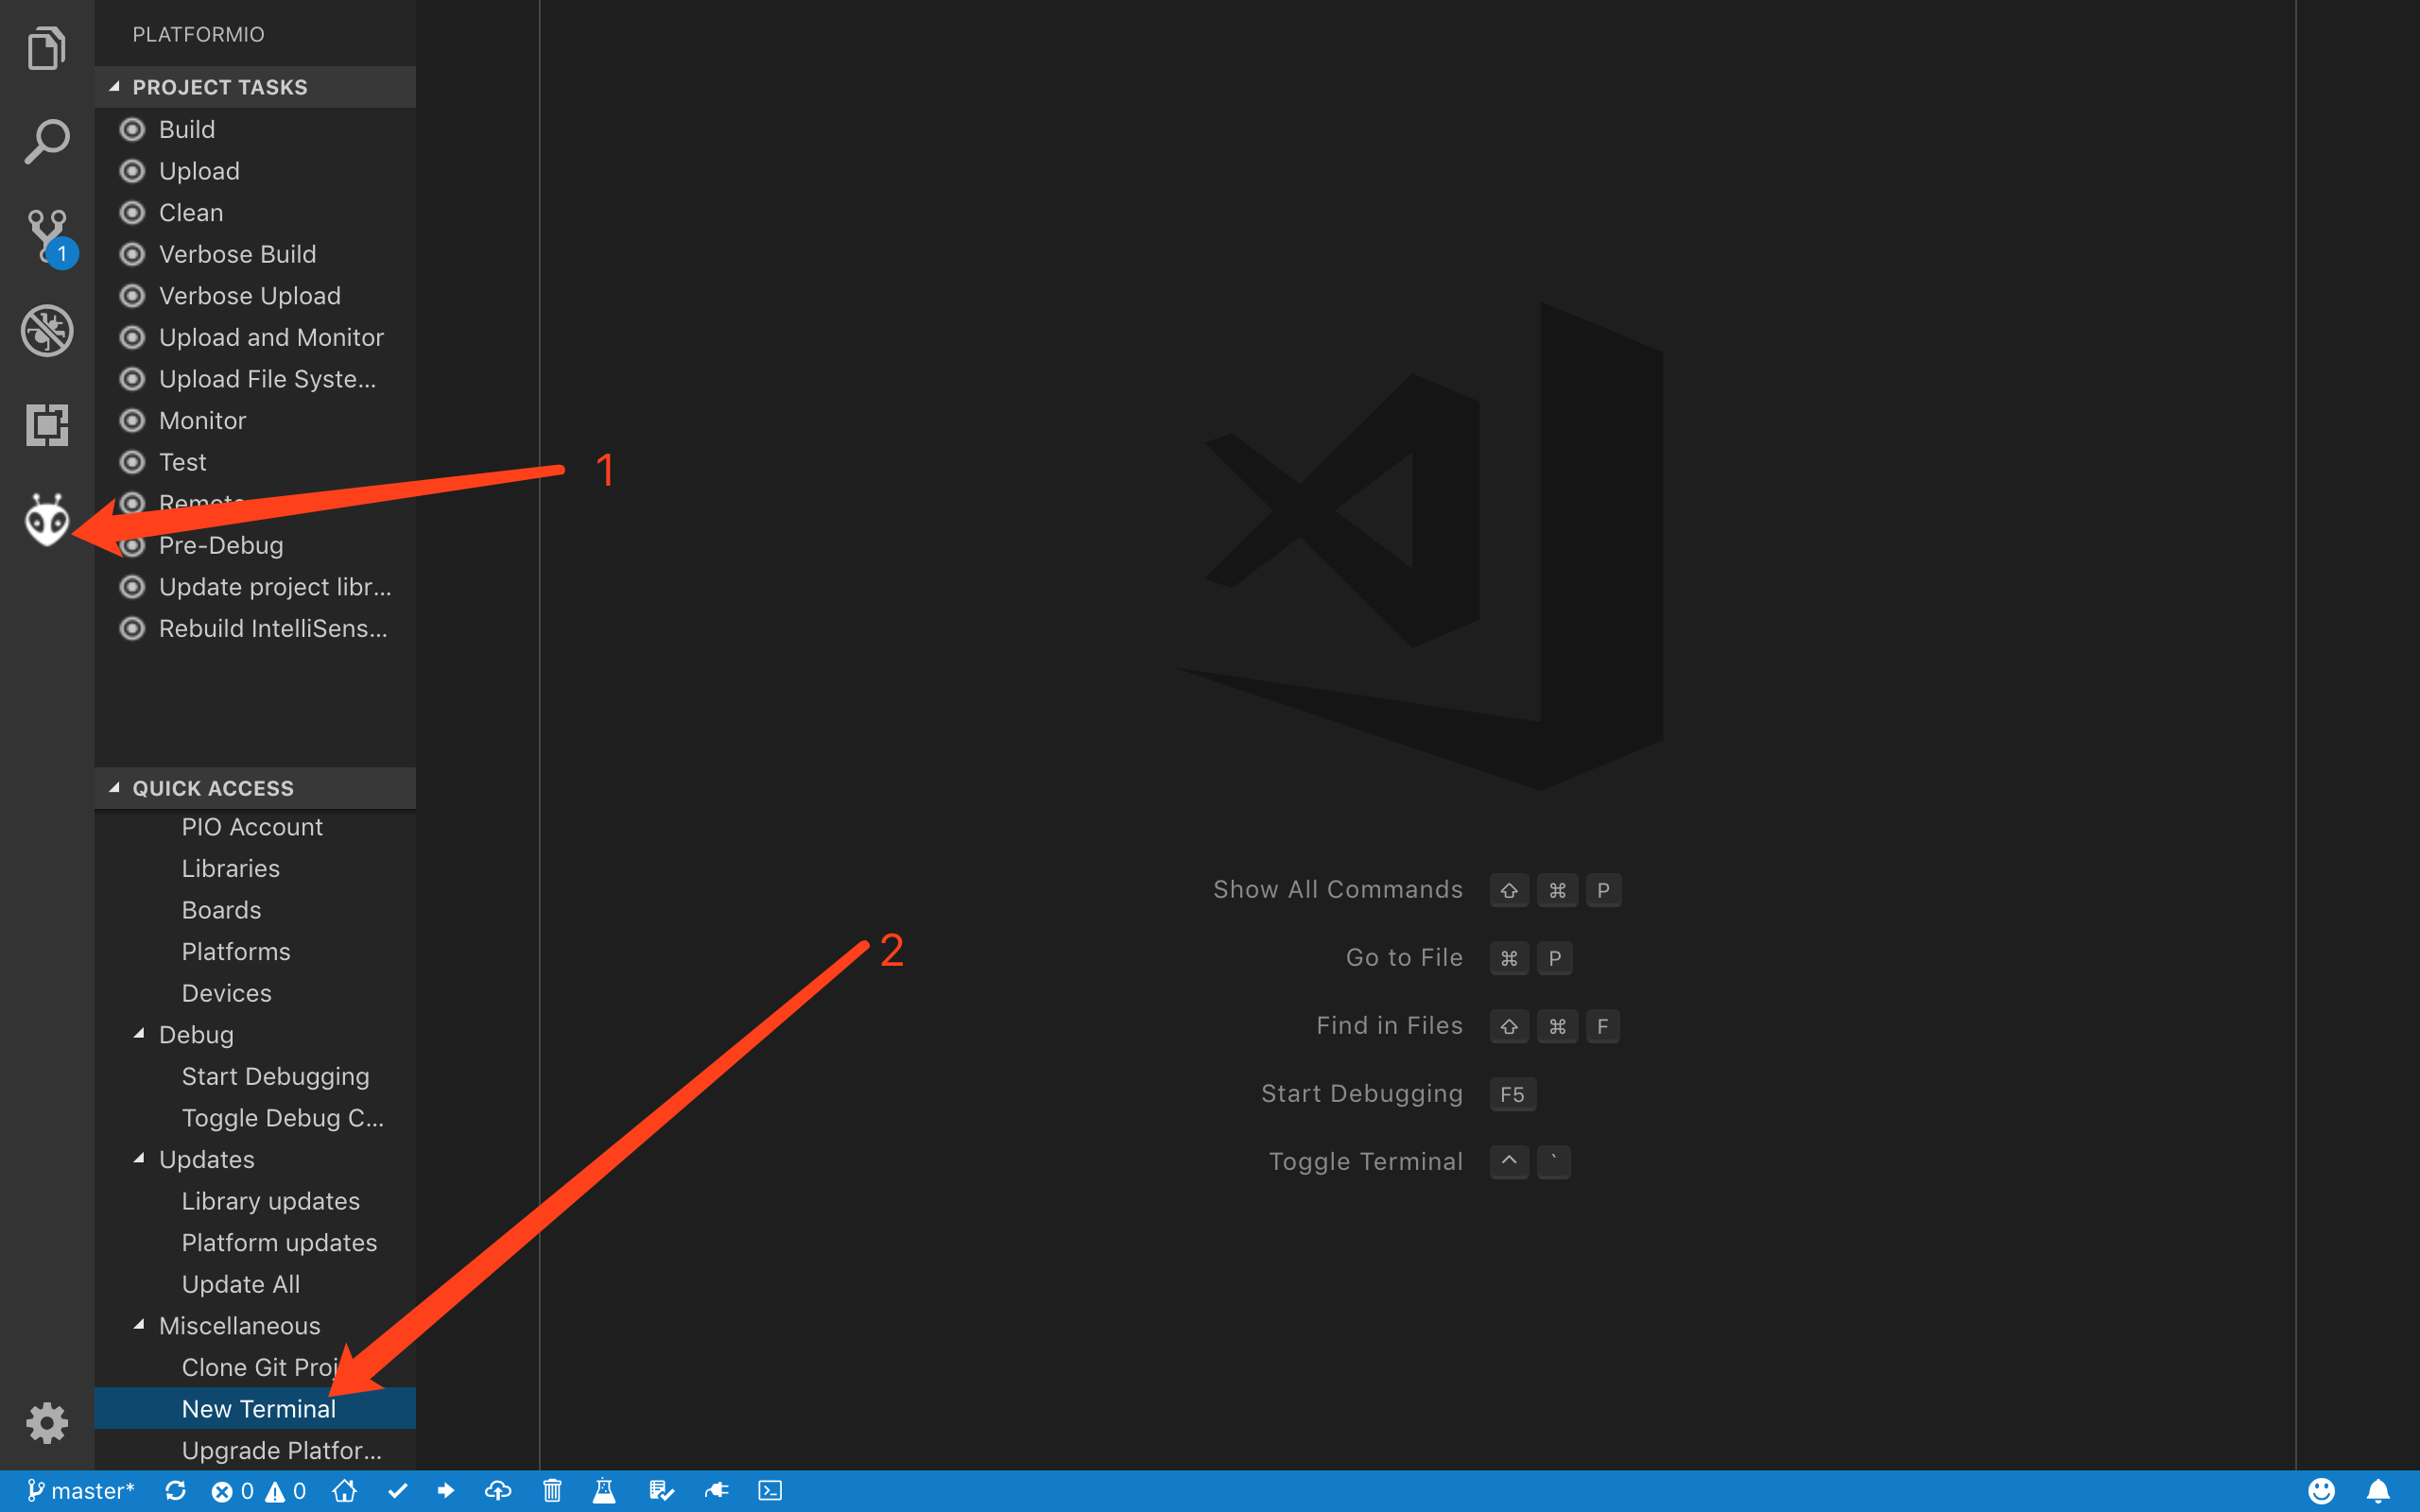 PLATFORMIO
PROJECT TASKS
Build
Upload
Clean
Verbose Build
Verbose Upload
Upload and Monitor
Upload File Syste...
Monitor
Test
Remote
Pre-Debug
Update project libr...
Rebuild IntelliSens...
1
1
QUICK ACCESS
PIO Account
Libraries
Boards
Platforms
Devices
Debug
Start Debugging
Toggle Debug C...
Updates
Library updates
Platform updates
Update All
Miscellaneous
Clone Git Proj
New Terminal
Upgrade Platfor...
2
Show All Commands ⇧ ⌘ P
Go to File ⌘ P
Find in Files ⇧ ⌘ F
Start Debugging F5
Toggle Terminal ^ `
master* 0 0